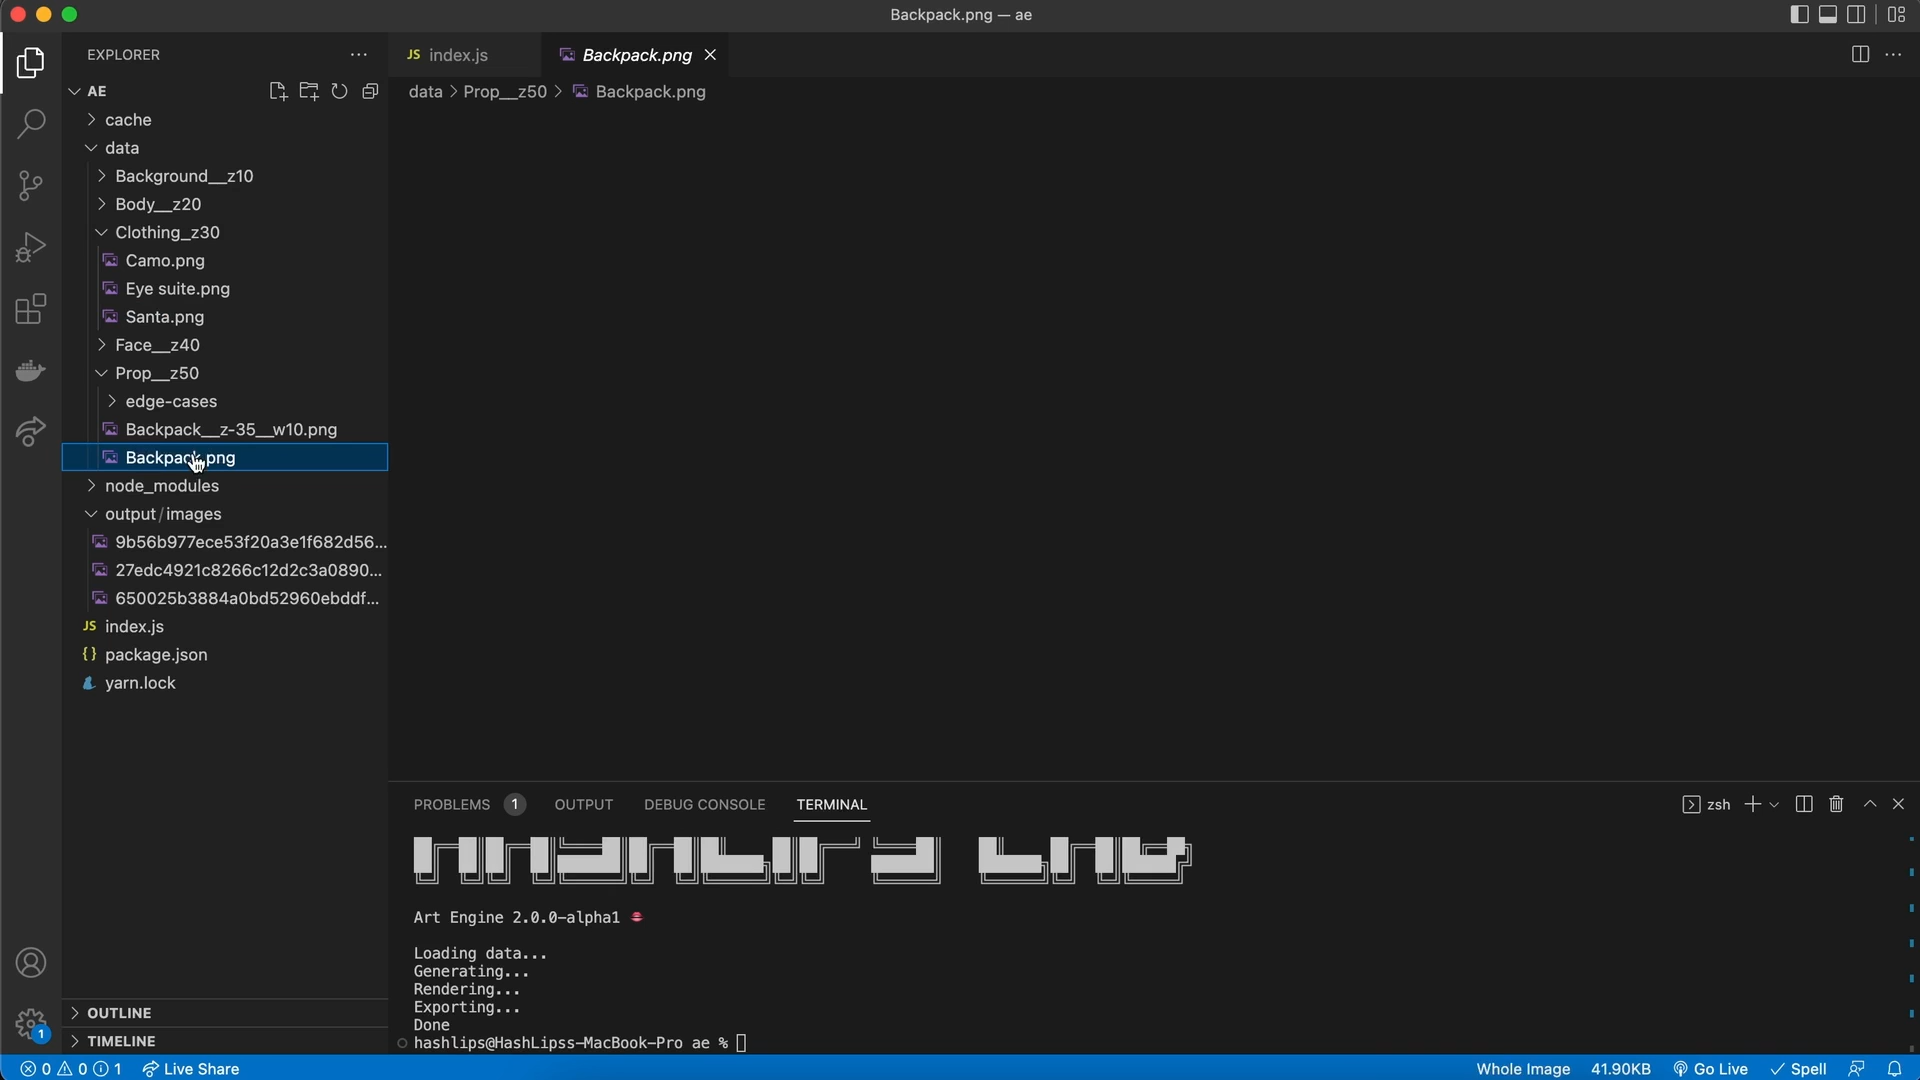 Backpack.png — ae
EXPLORER
AE
cache
data
Background__z10
Body__z20
Clothing_z30
Camo.png
Eye suite.png
Santa.png
Face__z40
Prop__z50
edge-cases
Backpack__z-35__w10.png
Backpack.png
node_modules
output/images
9b56b977ece53f20a3e1f682d56...
27edc4921c8266c12d2c3a0890...
650025b3884a0bd52960ebddf...
JS index.js
{} package.json
yarn.lock
OUTLINE
TIMELINE
JS index.js
Backpack.png
data > Prop__z50 > Backpack.png
PROBLEMS 1 OUTPUT DEBUG CONSOLE TERMINAL
zsh
Art Engine 2.0.0-alpha1
Loading data...
Generating...
Rendering...
Exporting...
Done
hashlips@HashLipss-MacBook-Pro ae %
1
0 0 1 Live Share
Whole Image 41.90KB Go Live Spell